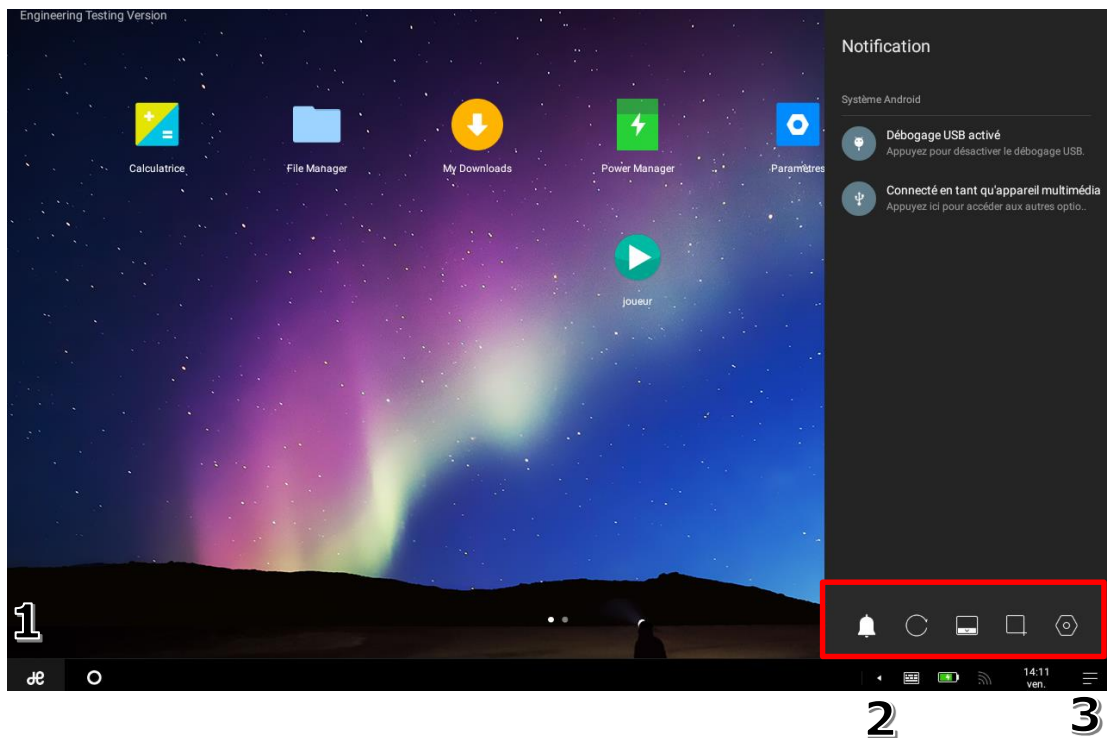 Engineering Testing Version
Notification
Système Android
Débogage USB activé
Appuyez pour désactiver le débogage USB.
Connecté en tant qu'appareil multimédia
Appuyez ici pour accéder aux autres optio..
Calculatrice
File Manager
My Downloads
Power Manager
Paramètres
joueur
1
14:11
ven.
2
3